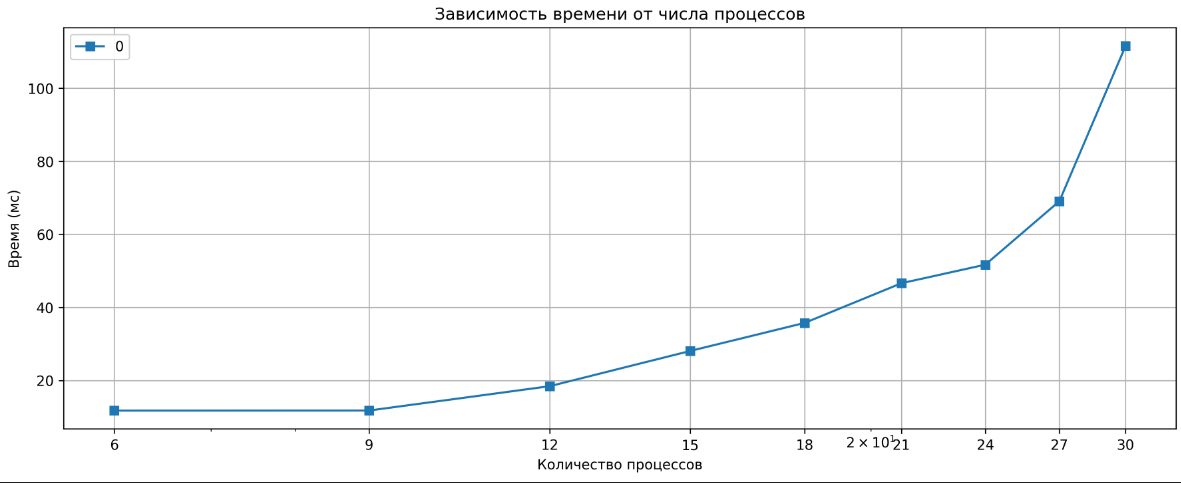 Зависимость времени от числа процессов
0
Время (мс)
100
80
60
40
20
6 9 12 15 18 2 × 10¹ 21 24 27 30
Количество процессов